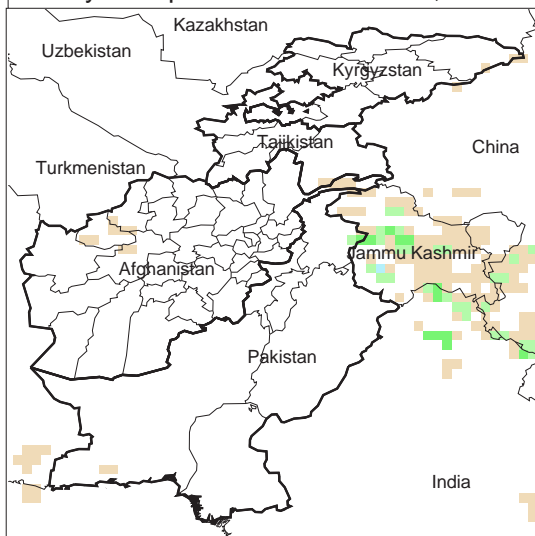 Kazakhstan
Uzbekistan
Kyrgyzstan
Tajikistan
China
Turkmenistan
Jammu Kashmir
Afghanistan
Pakistan
India